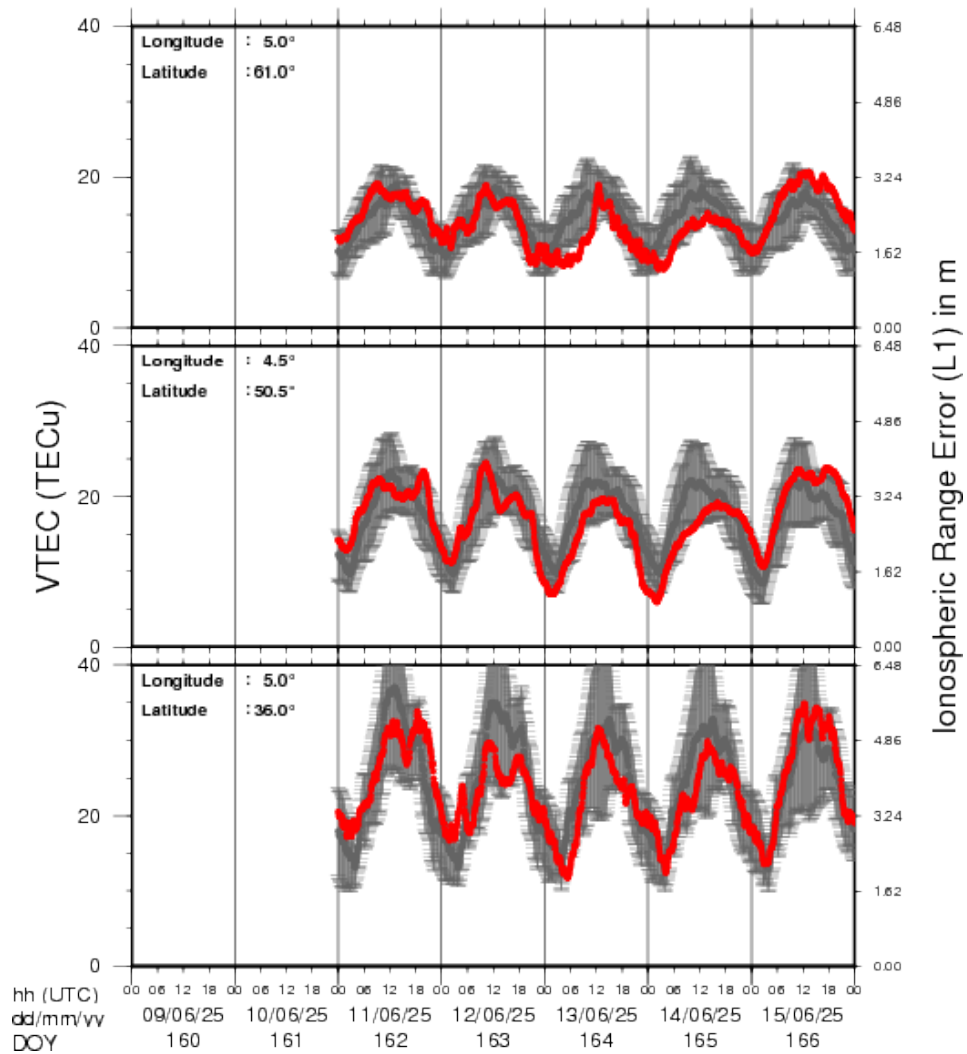 40
6.48
Longitude : 5.0°
Latitude : 61.0°
4.86
20
3.24
1.62
0
0.00
40
6.48
Longitude : 4.5°
Latitude : 50.5°
4.86
20
3.24
1.62
0
0.00
40
6.48
Longitude : 5.0°
Latitude : 36.0°
4.86
20
3.24
1.62
0
0.00
VTEC (TECu)
Ionospheric Range Error (L1) in m
hh (UTC) 00 06 12 18 00 06 12 18 00 06 12 18 00 06 12 18 00 06 12 18 00 06 12 18 00 06 12 18 00
dd/mm/yy 09/06/25 10/06/25 11/06/25 12/06/25 13/06/25 14/06/25 15/06/25
DOY 160 161 162 163 164 165 166